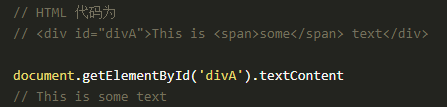 // HTML 代码为
// <div id="divA">This is <span>some</span> text</div>
document.getElementById('divA').textContent
// This is some text